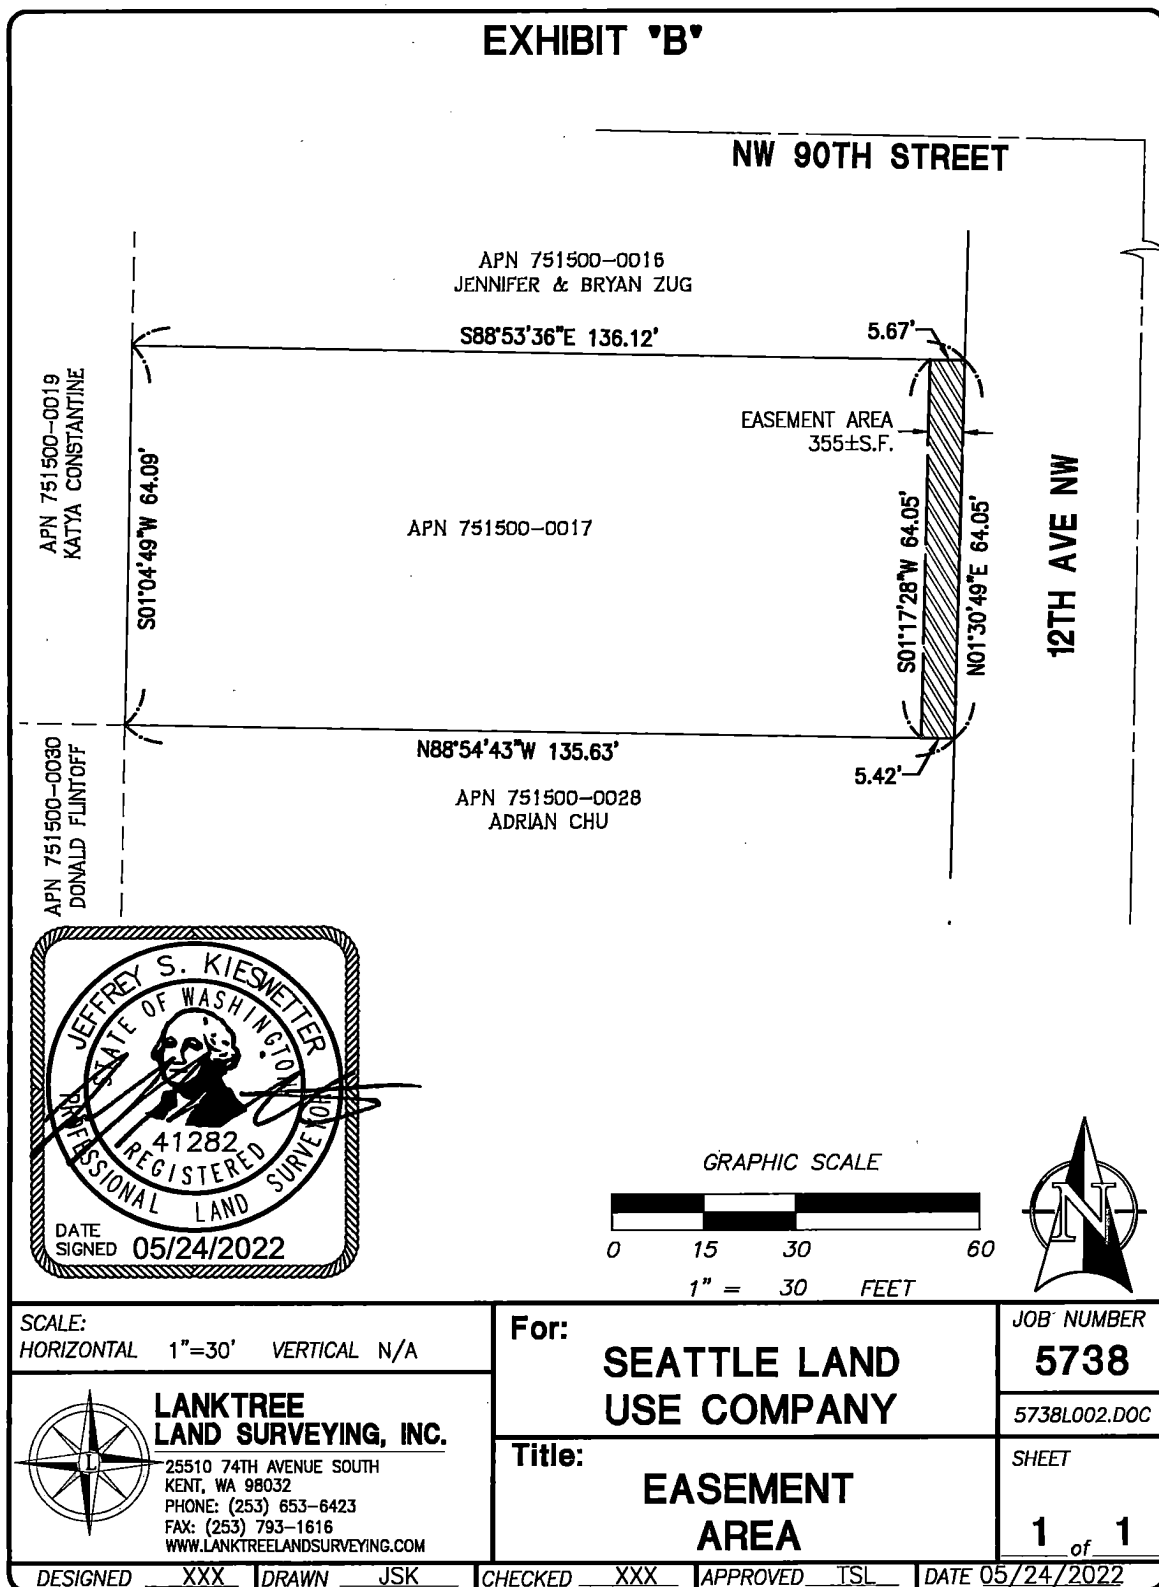 EXHIBIT "B"
NW 90TH STREET
APN 751500-0016
JENNIFER & BRYAN ZUG
S88°53'36"E 136.12'
5.67'
APN 751500-0019
KATYA CONSTANTINE
EASEMENT AREA
355±S.F.
S01°04'49"W 64.09'
APN 751500-0017
S01°17'28"W 64.05'
N01°30'49"E 64.05'
12TH AVE NW
N88°54'43"W 135.63'
5.42'
APN 751500-0030
DONALD FLINTOFF
APN 751500-0028
ADRIAN CHU
JEFFREY S. KIESWETTER
STATE OF WASHINGTON
41282
REGISTERED
PROFESSIONAL LAND SURVEYOR
DATE
SIGNED 05/24/2022
GRAPHIC SCALE
0 15 30 60
1" = 30 FEET
N
SCALE:
HORIZONTAL 1"=30' VERTICAL N/A
L
LANKTREE
LAND SURVEYING, INC.
25510 74TH AVENUE SOUTH
KENT, WA 98032
PHONE: (253) 653-6423
FAX: (253) 793-1616
WWW.LANKTREELANDSURVEYING.COM
For:
SEATTLE LAND
USE COMPANY
Title:
EASEMENT
AREA
JOB NUMBER
5738
5738L002.DOC
SHEET
1 of 1
DESIGNED XXX DRAWN JSK CHECKED XXX APPROVED TSL DATE 05/24/2022